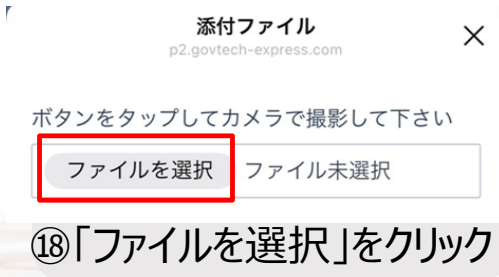 添付ファイル
p2.govtech-express.com
ボタンをタップしてカメラで撮影して下さい
ファイルを選択 ファイル未選択
⑱「ファイルを選択」をクリック